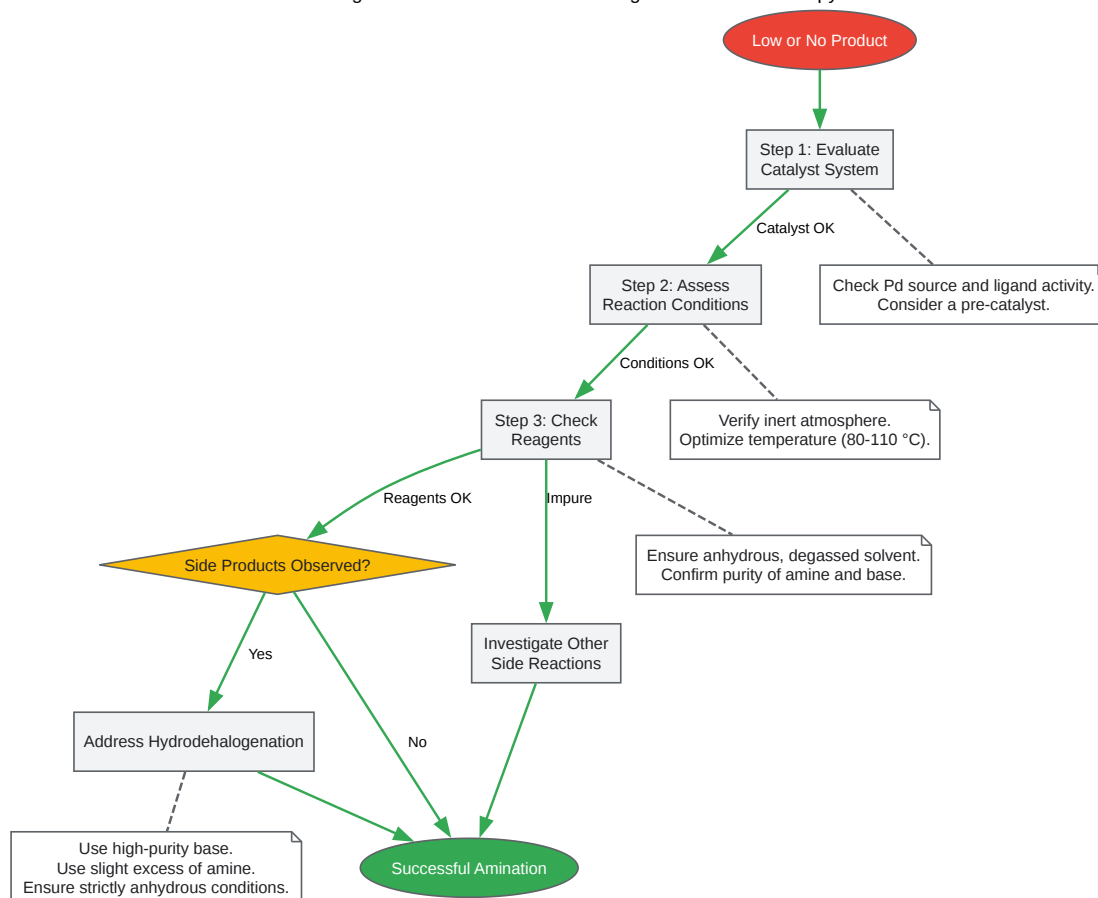 Low or No Product
Step 1: Evaluate
Catalyst System
Catalyst OK
Step 2: Assess
Reaction Conditions
Check Pd source and ligand activity.
Consider a pre-catalyst.
Conditions OK
Step 3: Check
Reagents
Verify inert atmosphere.
Optimize temperature (80-110 °C).
Reagents OK
Impure
Side Products Observed?
Ensure anhydrous, degassed solvent.
Confirm purity of amine and base.
Investigate Other
Side Reactions
Yes
Address Hydrodehalogenation
No
Use high-purity base.
Use slight excess of amine.
Ensure strictly anhydrous conditions.
Successful Amination